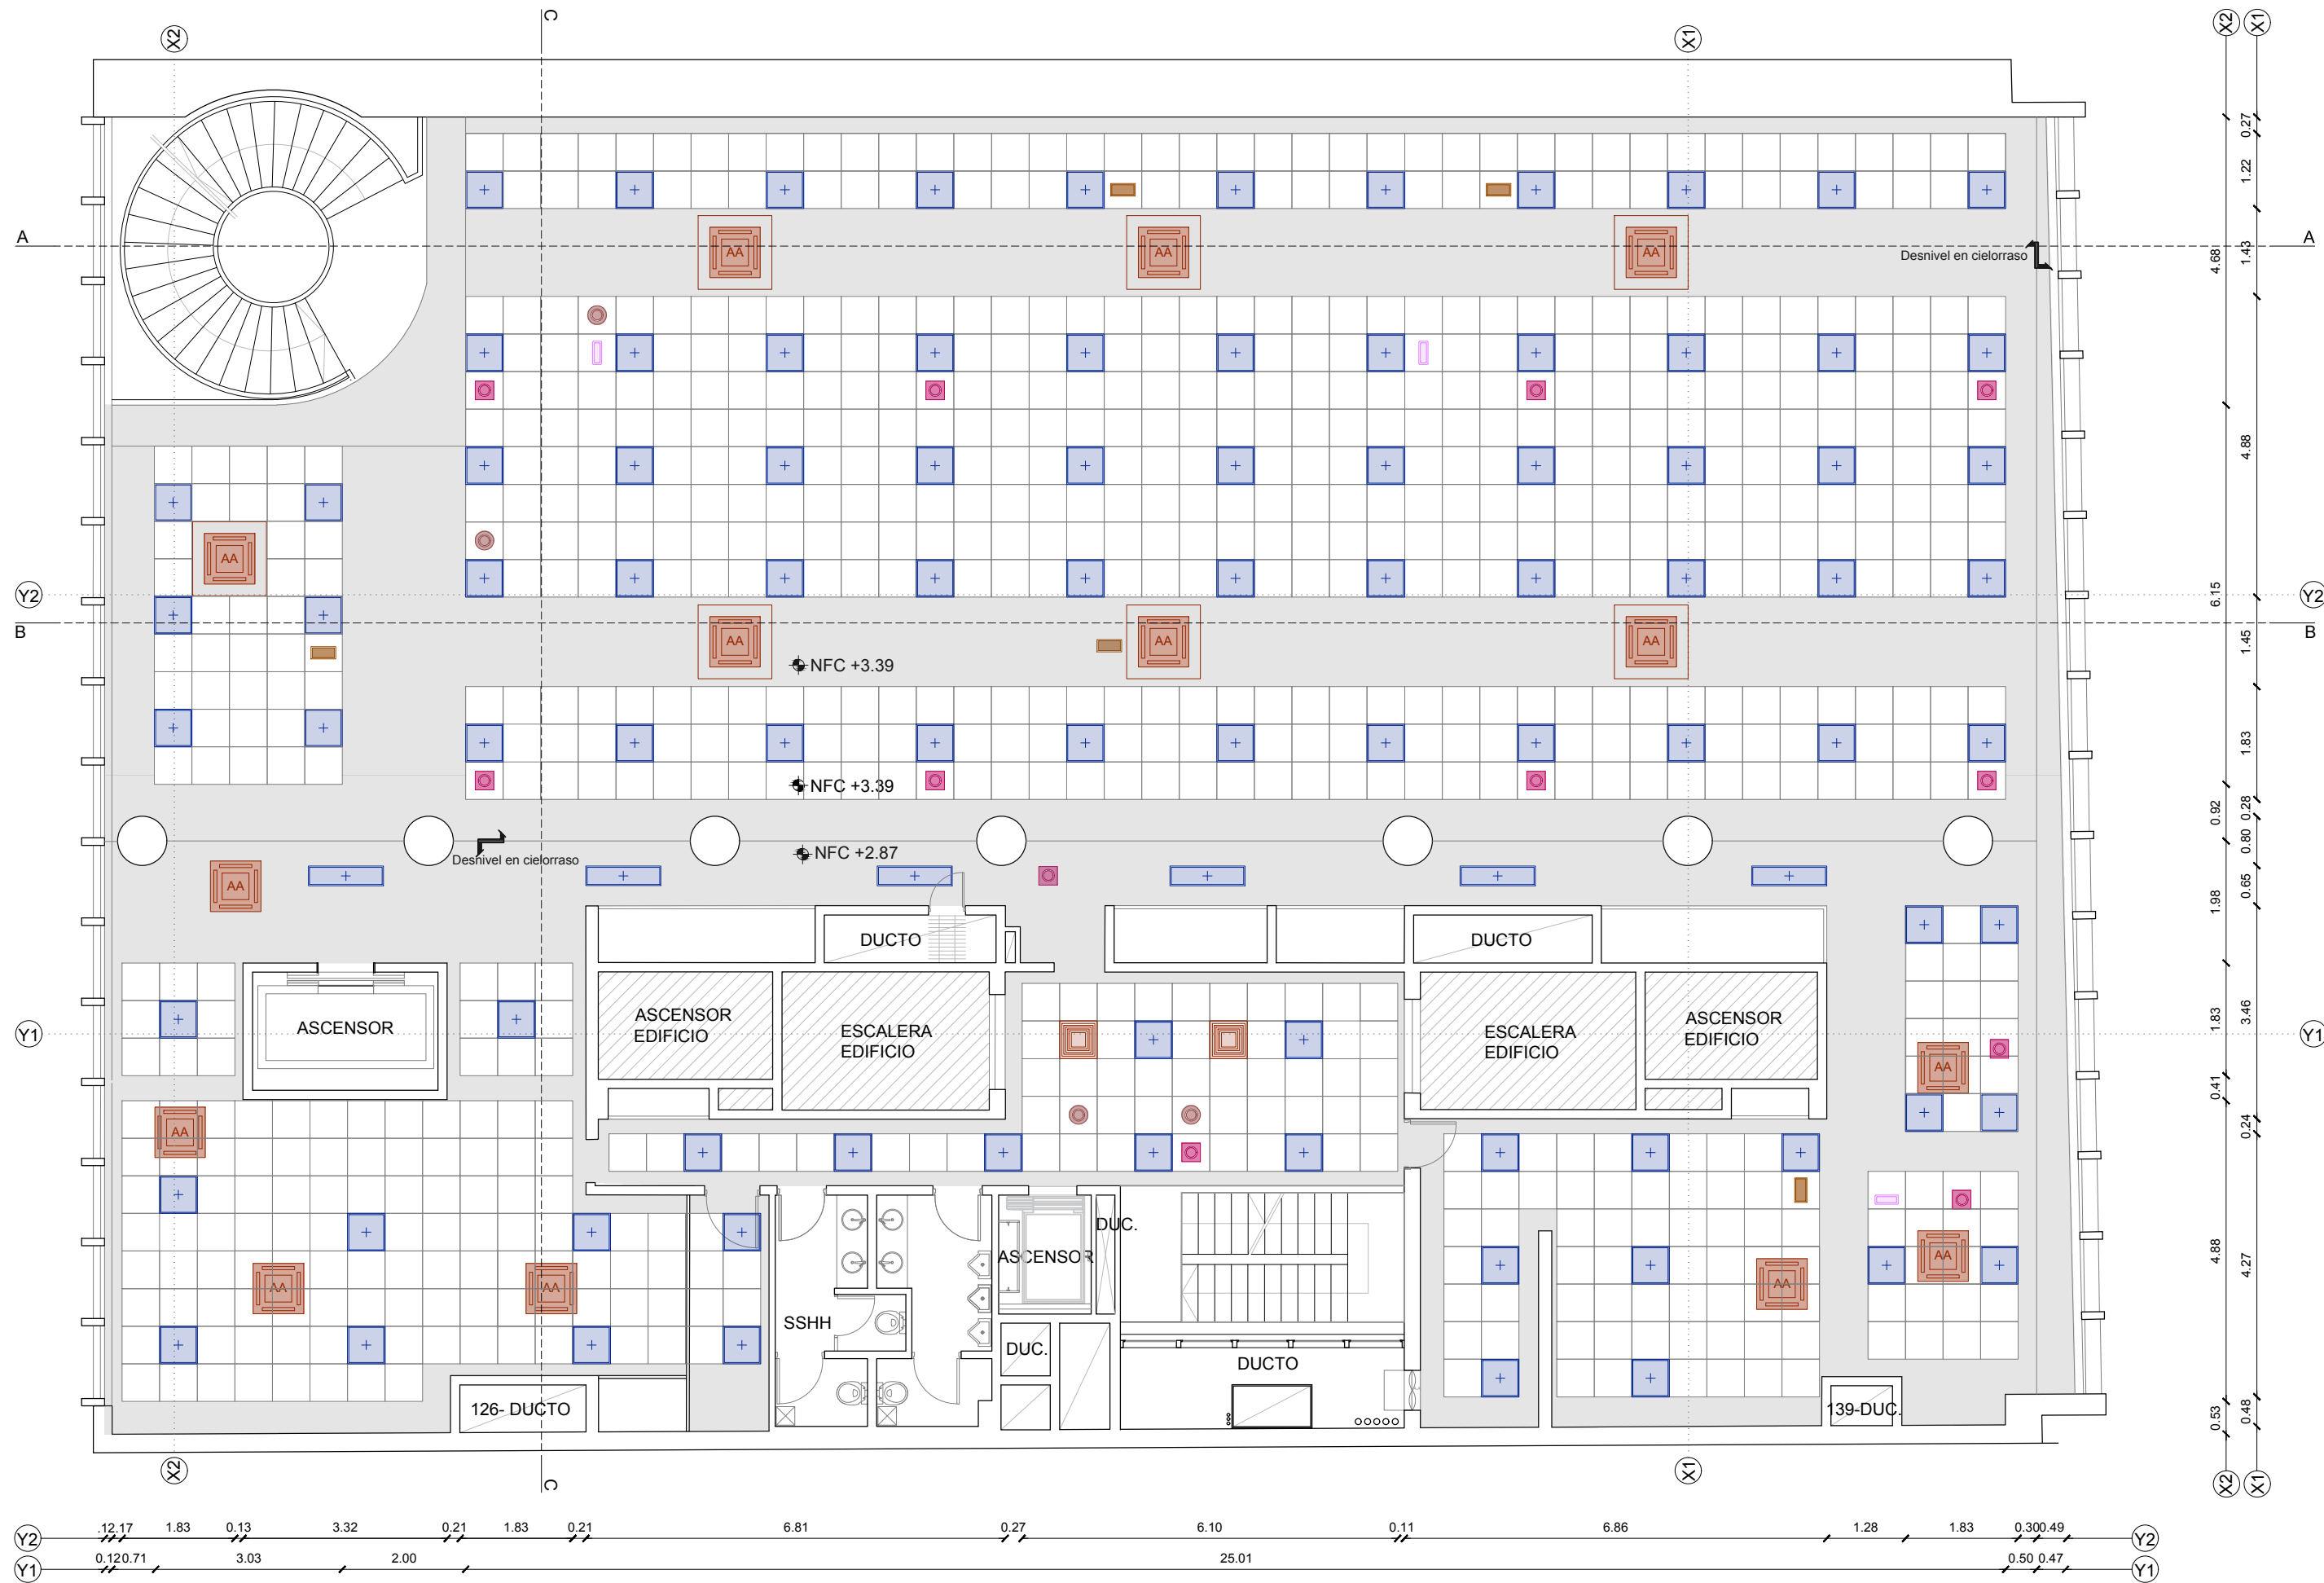 C
X2
X1
X2
X1
A
A
Desnivel en cielorraso
AA
AA
AA
AA
Y2
Y2
B
B
AA
AA
AA
NFC +3.39
NFC +3.39
NFC +2.87
Desnivel en cielorraso
AA
DUCTO
DUCTO
ASCENSOR
ASCENSOR
EDIFICIO
ESCALERA
EDIFICIO
ESCALERA
EDIFICIO
ASCENSOR
EDIFICIO
Y1
Y1
AA
AA
DUC.
ASCENSOR
AA
AA
AA
AA
SSHH
DUC.
DUCTO
126- DUCTO
139-DUC.
X2
C
X1
X2
X1
4.68
6.15
0.92
1.98
1.83
0.41
4.88
0.53
0.27
1.22
1.43
4.88
1.45
1.83
0.28
0.80
0.65
3.46
0.24
4.27
0.48
Y2
.12
.17
1.83
0.13
3.32
0.21
1.83
0.21
6.81
0.27
6.10
0.11
6.86
1.28
1.83
0.30
0.49
Y2
Y1
0.12
0.71
3.03
2.00
25.01
0.50
0.47
Y1